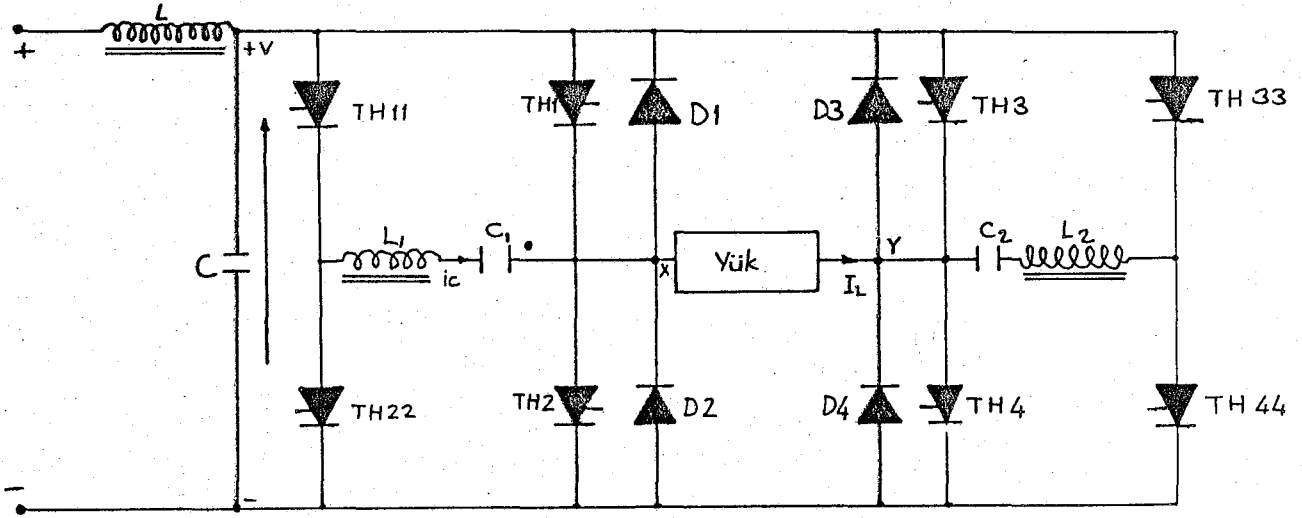 L
+
+V
TH11
TH1
D1
D3
TH3
TH33
C
L1
ic
C1
X
Yük
IL
Y
C2
L2
TH22
TH2
D2
D4
TH4
TH44
-
-